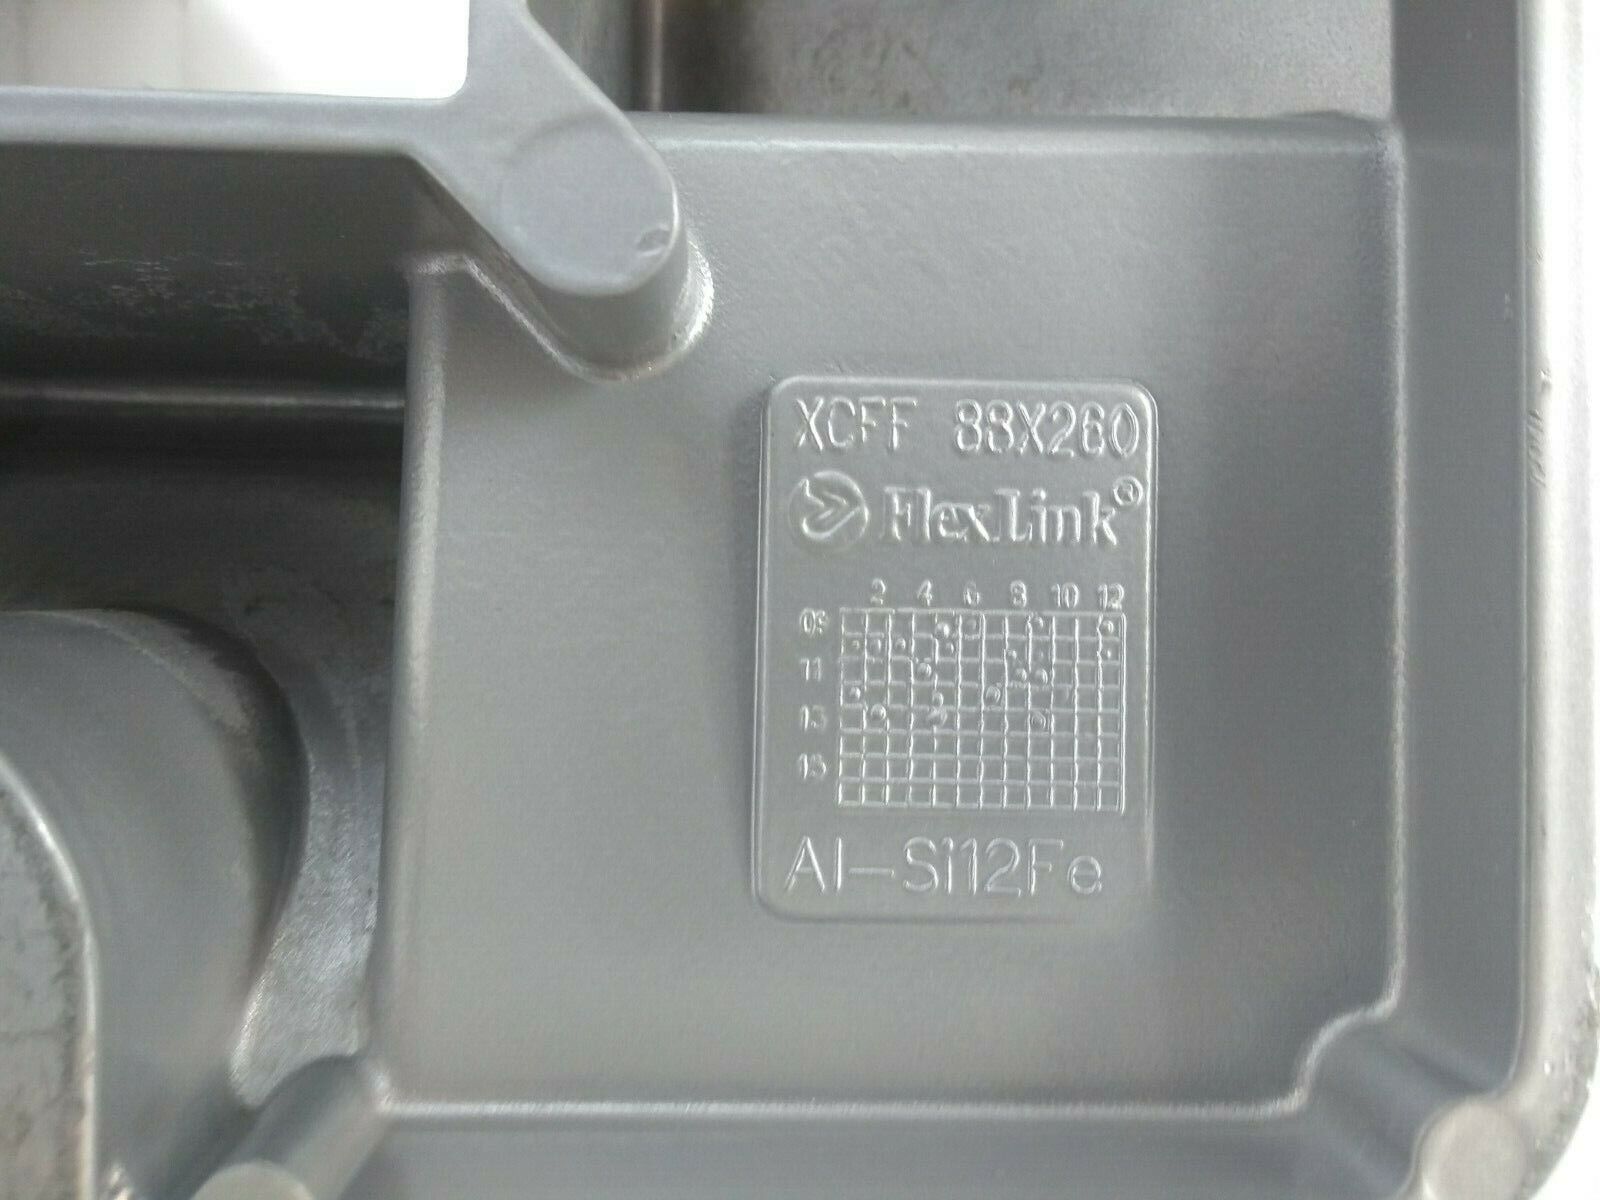 XCFF 88X260
FlexLink®
2 4 6 8 10 12
09
11
13
15
Al-Si12Fe